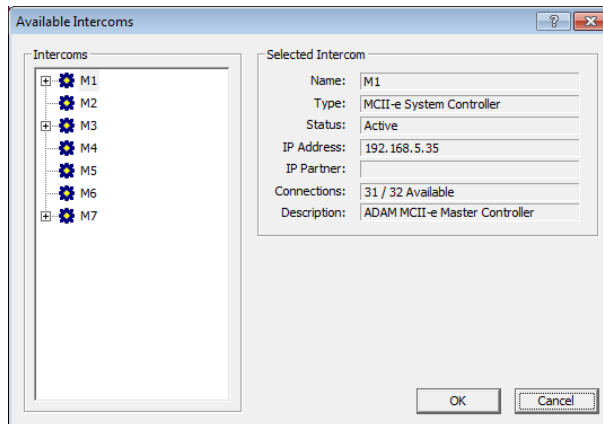 Available Intercoms
Intercoms
M1
M2
M3
M4
M5
M6
M7
Selected Intercom
Name: M1
Type: MCII-e System Controller
Status: Active
IP Address: 192.168.5.35
IP Partner:
Connections: 31 / 32 Available
Description: ADAM MCII-e Master Controller
OK Cancel